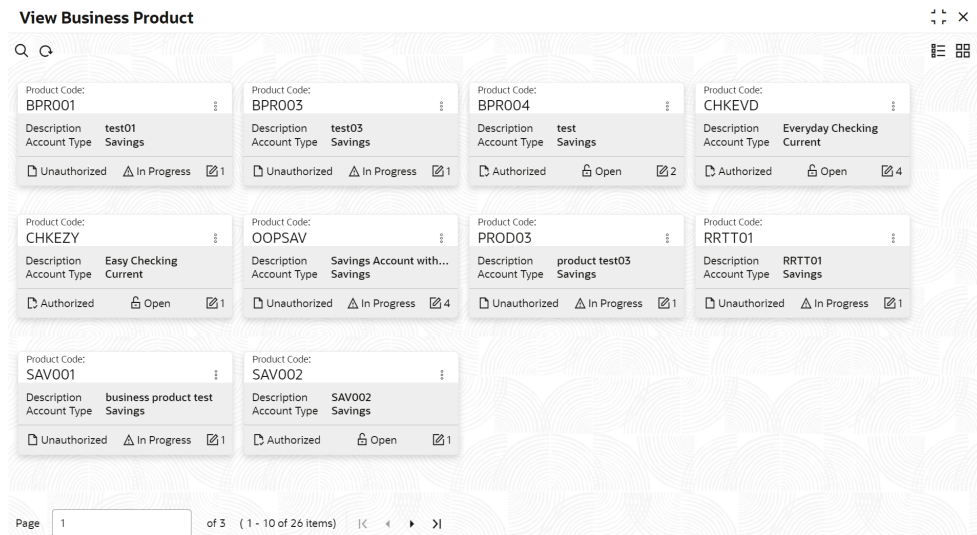 View Business Product
Product Code:
BPR001
Description test01
Account Type Savings
Unauthorized In Progress 1
Product Code:
BPR003
Description test03
Account Type Savings
Unauthorized In Progress 1
Product Code:
BPR004
Description test
Account Type Savings
Authorized Open 2
Product Code:
CHKEVD
Description Everyday Checking
Account Type Current
Authorized Open 4
Product Code:
CHKEZY
Description Easy Checking
Account Type Current
Authorized Open 1
Product Code:
OOPSAV
Description Savings Account with...
Account Type Savings
Unauthorized In Progress 4
Product Code:
PROD03
Description product test03
Account Type Savings
Unauthorized In Progress 1
Product Code:
RRTT01
Description RRTT01
Account Type Savings
Unauthorized In Progress 1
Product Code:
SAV001
Description business product test
Account Type Savings
Unauthorized In Progress 1
Product Code:
SAV002
Description SAV002
Account Type Savings
Authorized Open 1
Page 1 of 3 (1 - 10 of 26 items)